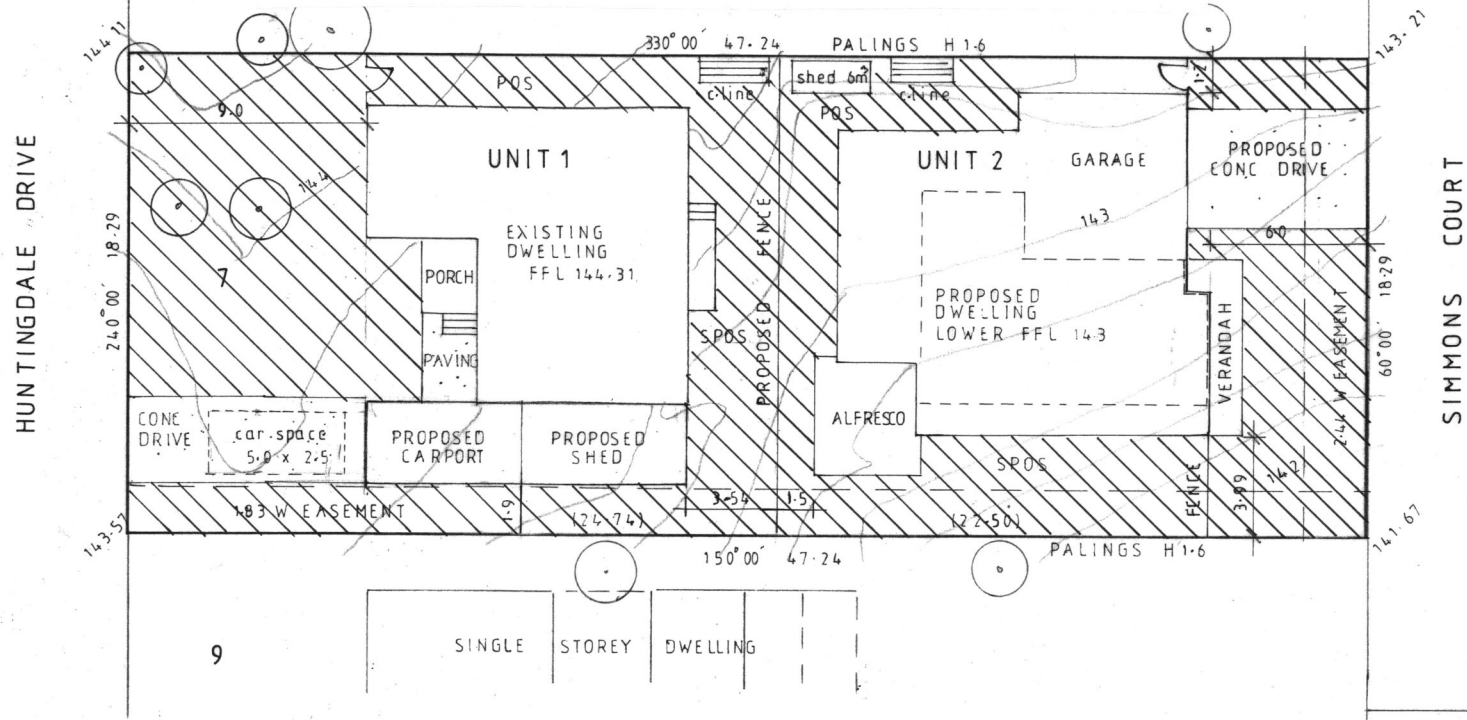 144.11
330°00´ 47.24
PALINGS H 1.6
143.21
HUNTINGDALE DRIVE
9.0
POS
c.line
shed 6m²
c.line
POS
1.2
UNIT 1
UNIT 2
GARAGE
PROPOSED
CONC DRIVE
144
143
EXISTING
DWELLING
FFL 144.31
PROPOSED FENCE
6.0
240°00´ 18.29
7
PORCH
PAVING
SPOS
PROPOSED
DWELLING
LOWER FFL 143
VERANDAH
2.44 W EASEMENT
60°00 18.29
SIMMONS COURT
CONC
DRIVE
car.space
5.0 x 2.5
PROPOSED
CARPORT
PROPOSED
SHED
ALFRESCO
SPOS
FENCE
3.99
142
143.57
1.83 W EASEMENT
1.9
(24.74)
3.54
1.5
(22.50)
141.67
150°00´ 47.24
PALINGS H 1.6
9
SINGLE STOREY DWELLING